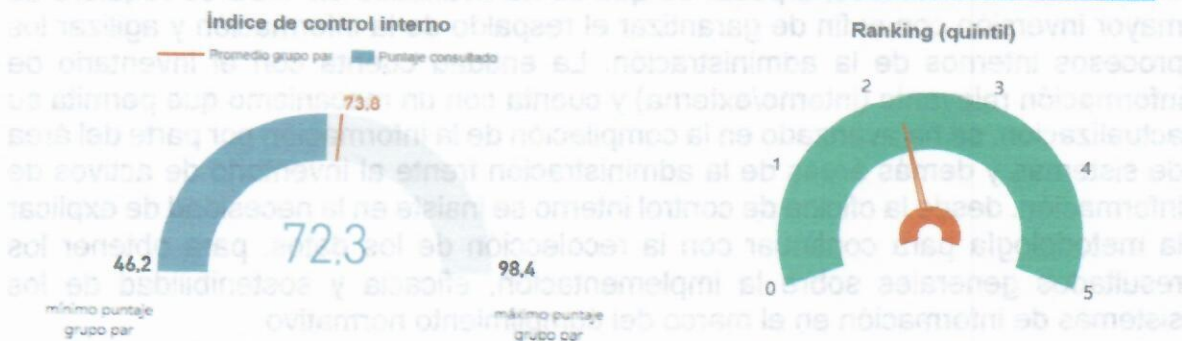 Índice de control interno
Promedio grupo par Puntaje consultado
73,8
72,3
46,2
98,4
mínimo puntaje
grupo par
máximo puntaje
grupo par
Ranking (quintil)
0
1
2
3
4
5
mayor inversión con el fin de garantizar el respaldo de la información y agilizar los
procesos internos de la administración. La entidad cuenta con el inventario de
información relevante (interno/externa) y cuenta con un mecanismo que permita su
actualización, se ha avanzado en la compilación de la información por parte del área
de sistemas y demás áreas de la administración frente al inventario de activos de
información, desde la oficina de control interno se insiste en la necesidad de explicar
la metodología para continuar con la recolección de los datos, para obtener los
resultados generales sobre la implementación, eficacia y sostenibilidad de los
sistemas de información en el marco del cumplimiento normativo